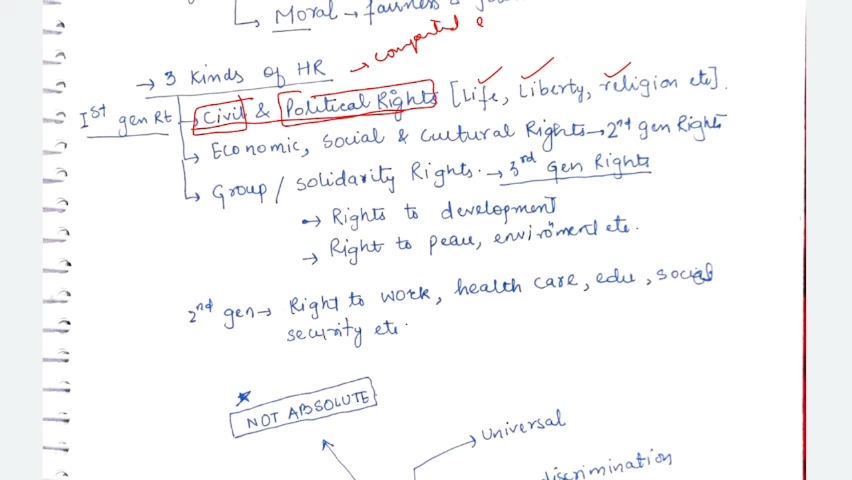 Moral → fairness &
→ 3 Kinds of HR →
Ist gen Rt → Civil & Political Rights [Life, Liberty, religion etc].
→ Economic, social & cultural Rights → 2nd gen Rights
→ Group / solidarity Rights. → 3rd gen Rights
→ Rights to development
→ Right to peace, enviroment etc.
2nd gen → Right to work, health care, edu, social
security etc.
NOT ABSOLUTE
universal
discrimination